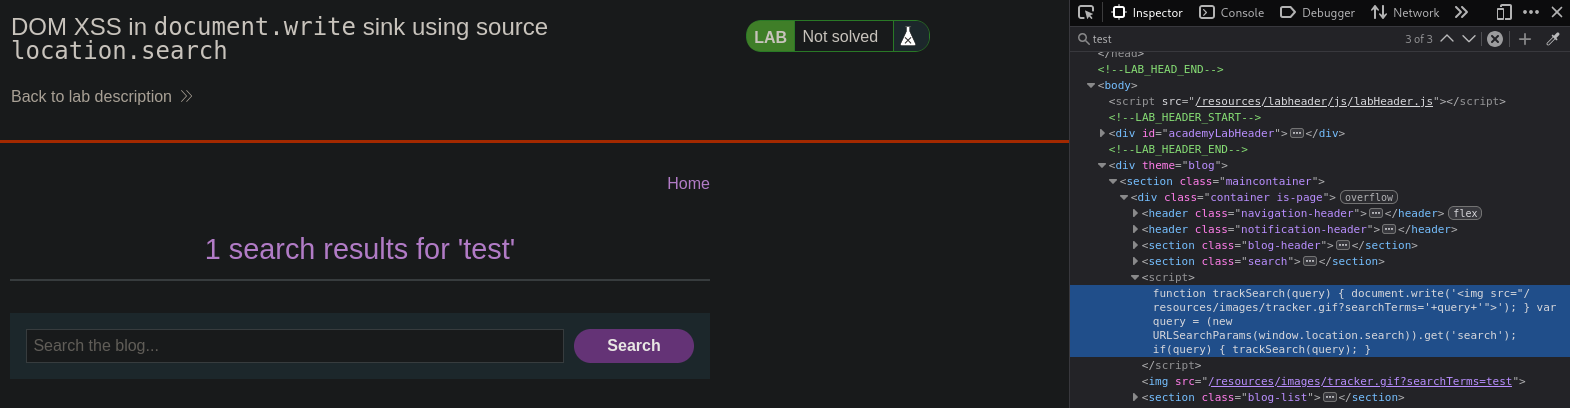 DOM XSS in document.write sink using source
location.search
LAB Not solved
Back to lab description
Home
1 search results for 'test'
Search the blog...
Search
Inspector Console Debugger Network
test 3 of 3
</head>
<!--LAB_HEAD_END-->
<body>
<script src="/resources/labheader/js/labHeader.js"></script>
<!--LAB_HEADER_START-->
<div id="academyLabHeader"></div>
<!--LAB_HEADER_END-->
<div theme="blog">
<section class="maincontainer">
<div class="container is-page"> overflow
<header class="navigation-header"></header> flex
<header class="notification-header"></header>
<section class="blog-header"></section>
<section class="search"></section>
<script>
function trackSearch(query) { document.write('<img src="/
resources/images/tracker.gif?searchTerms='+query+'">'); } var
query = (new
URLSearchParams(window.location.search)).get('search');
if(query) { trackSearch(query); }
</script>
<img src="/resources/images/tracker.gif?searchTerms=test">
<section class="blog-list"></section>